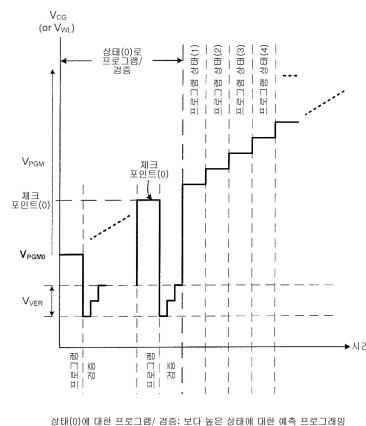 V_CG
(or V_WL)
상태(0)로
프로그램/
검증
프로그램 상태(1)
프로그램 상태(2)
프로그램 상태(3)
프로그램 상태(4)
V_PGM
체크
포인트(0)
체크
포인트(0)
V_PGM0
V_VER
시간
프로그램
검증
프로그램
검증
상태(0)에 대한 프로그램/ 검증; 보다 높은 상태에 대한 예측 프로그래밍